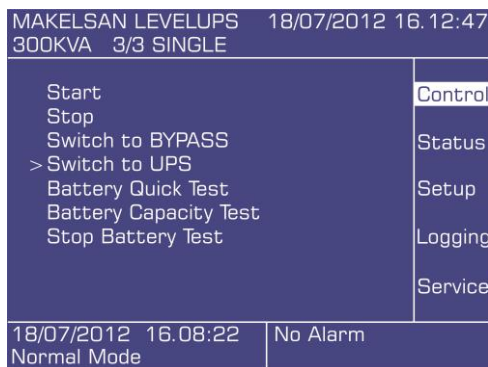 MAKELSAN LEVELUPS 18/07/2012 16.12:47
300KVA 3/3 SINGLE
Start
Stop
Switch to BYPASS
> Switch to UPS
Battery Quick Test
Battery Capacity Test
Stop Battery Test
Control
Status
Setup
Logging
Service
18/07/2012 16.08:22
Normal Mode
No Alarm